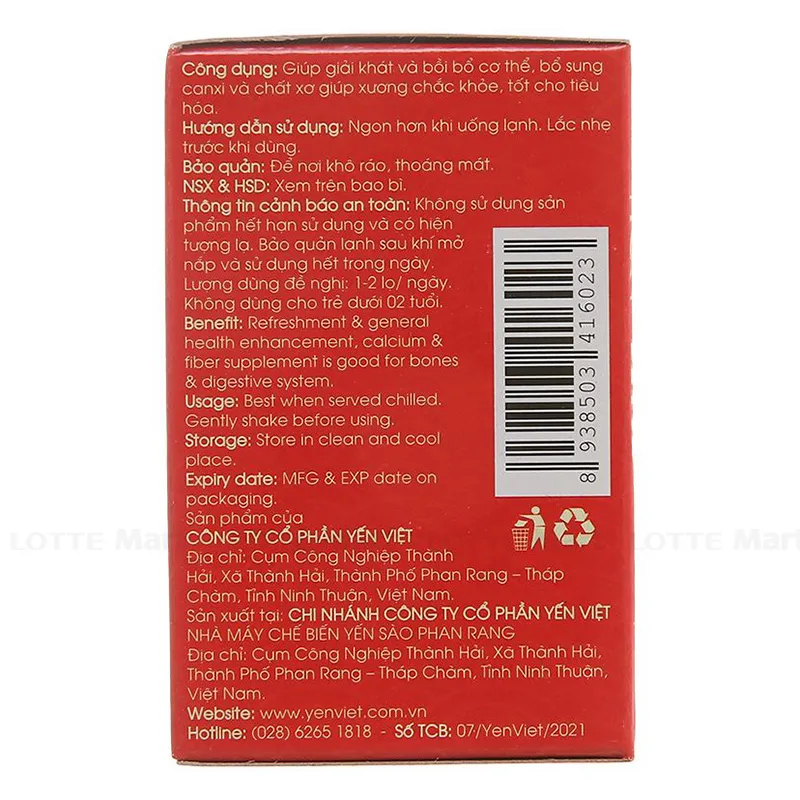 Công dụng: Giúp giải khát và bồi bổ cơ thể, bổ sung
canxi và chất xơ giúp xương chắc khỏe, tốt cho tiêu
hóa.
Hướng dẫn sử dụng: Ngon hơn khi uống lạnh. Lắc nhẹ
trước khi dùng.
Bảo quản: Để nơi khô ráo, thoáng mát.
NSX & HSD: Xem trên bao bì.
Thông tin cảnh báo an toàn: Không sử dụng sản
phẩm hết hạn sử dụng và có hiện
tượng lạ. Bảo quản lạnh sau khí mở
nắp và sử dụng hết trong ngày.
Lượng dùng đề nghị: 1-2 lọ/ ngày.
Không dùng cho trẻ dưới 02 tuổi.
Benefit: Refreshment & general
health enhancement, calcium &
fiber supplement is good for bones
& digestive system.
Usage: Best when served chilled.
Gently shake before using.
Storage: Store in clean and cool
place.
Expiry date: MFG & EXP date on
packaging.
Sản phẩm của
CÔNG TY CỔ PHẦN YẾN VIỆT
Địa chỉ: Cụm Công Nghiệp Thành
Hải, Xã Thành Hải, Thành Phố Phan Rang – Tháp
Chàm, Tỉnh Ninh Thuận, Việt Nam.
Sản xuất tại: CHI NHÁNH CÔNG TY CỔ PHẦN YẾN VIỆT
NHÀ MÁY CHẾ BIẾN YẾN SÀO PHAN RANG
Địa chỉ: Cụm Công Nghiệp Thành Hải, Xã Thành Hải,
Thành Phố Phan Rang – Tháp Chàm, Tỉnh Ninh Thuận,
Việt Nam.
Website: www.yenviet.com.vn
Hotline: (028) 6265 1818 - Số TCB: 07/YenViet/2021
8 938503 416023
LOTTE Mart
LOTTE Mart